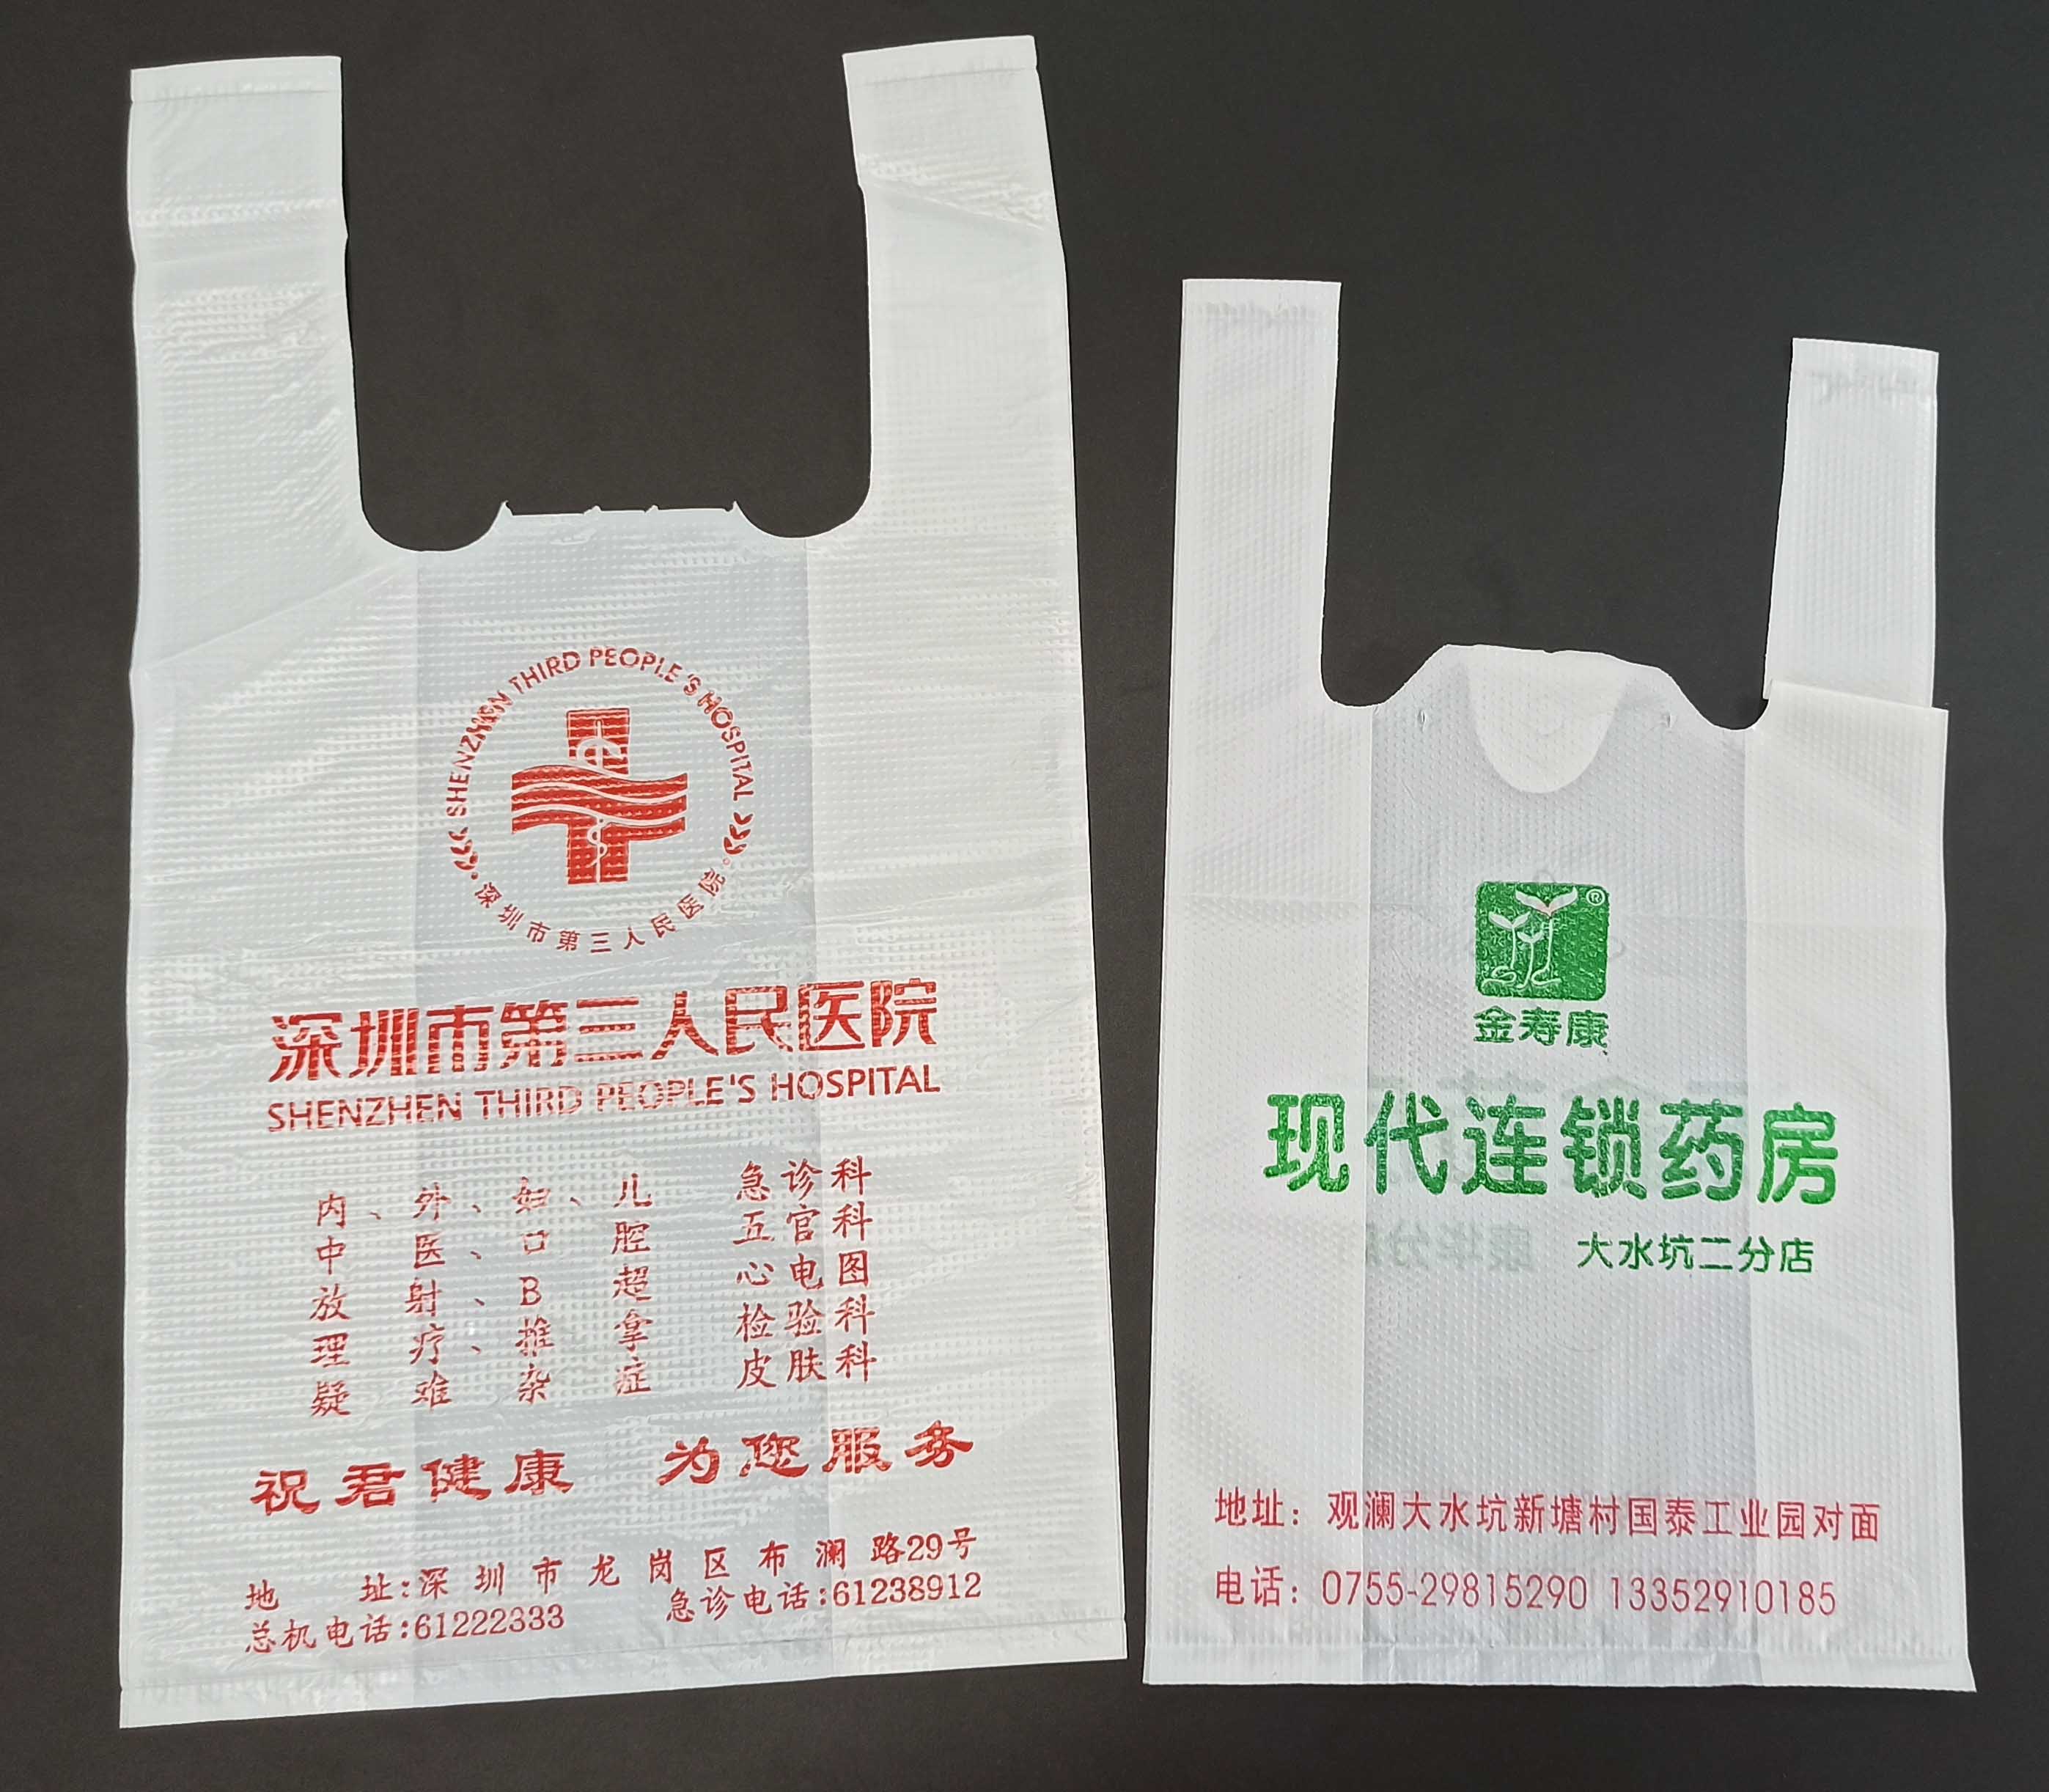 SHENZHEN THIRD PEOPLE'S HOSPITAL
深圳市第三人民医院
深圳市第三人民医院
SHENZHEN THIRD PEOPLE'S HOSPITAL
内、外、妇、儿 急诊科
中医、口腔 五官科
放射、B超 心电图
理疗、推拿 检验科
疑难杂症 皮肤科
祝君健康 为您服务
地 址:深圳市龙岗区布澜路29号
总机电话:61222333 急诊电话:61238912
®
金寿康
现代连锁药房
大水坑二分店
地址：观澜大水坑新塘村国泰工业园对面
电话：0755-29815290 13352910185